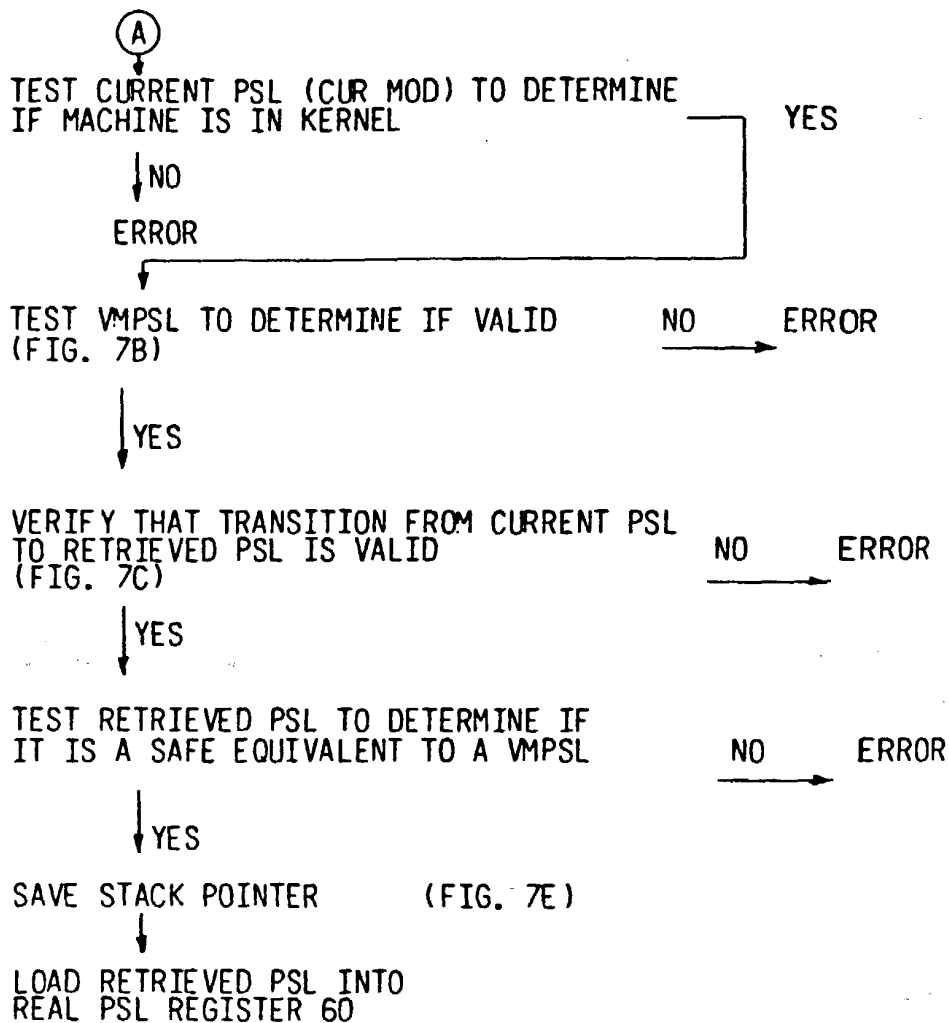 A
TEST CURRENT PSL (CUR MOD) TO DETERMINE
IF MACHINE IS IN KERNEL YES
NO
ERROR
TEST VMPSL TO DETERMINE IF VALID NO ERROR
(FIG. 7B)
YES
VERIFY THAT TRANSITION FROM CURRENT PSL
TO RETRIEVED PSL IS VALID NO ERROR
(FIG. 7C)
YES
TEST RETRIEVED PSL TO DETERMINE IF
IT IS A SAFE EQUIVALENT TO A VMPSL NO ERROR
YES
SAVE STACK POINTER (FIG. 7E)
LOAD RETRIEVED PSL INTO
REAL PSL REGISTER 60